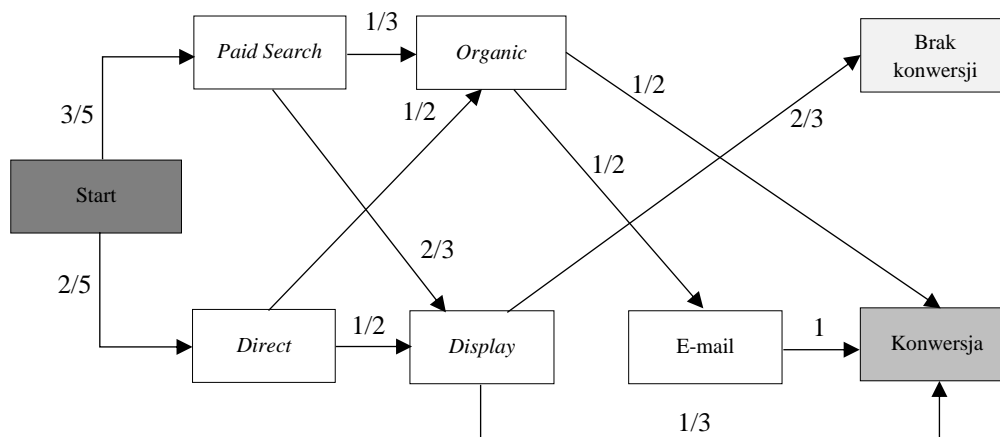 1/3
Paid Search
Organic
Brak
konwersji
1/2
1/2
2/3
3/5
1/2
Start
2/3
2/5
1/2
1
Direct
Display
E-mail
Konwersja
1/3